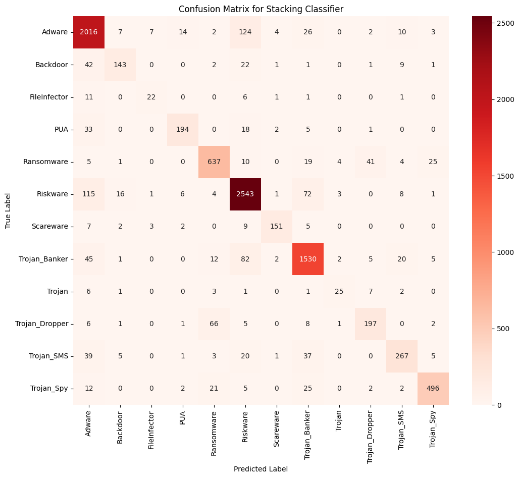 Confusion Matrix for Stacking Classifier
Adware 2016 7 7 14 2 124 4 26 0 2 10 3
Backdoor 42 143 0 0 2 22 1 1 0 1 9 1
FileInfector 11 0 22 0 0 6 1 1 0 0 1 0
PUA 33 0 0 194 0 18 2 5 0 1 0 0
Ransomware 5 1 0 0 637 10 0 19 4 41 4 25
Riskware 115 16 1 6 4 2543 1 72 3 0 8 1
Scareware 7 2 3 2 0 9 151 5 0 0 0 0
Trojan_Banker 45 1 0 0 12 82 2 1530 2 5 20 5
Trojan 6 1 0 0 3 1 0 1 25 7 2 0
Trojan_Dropper 6 1 0 1 66 5 0 8 1 197 0 2
Trojan_SMS 39 5 0 1 3 20 1 37 0 0 267 5
Trojan_Spy 12 0 0 2 21 5 0 25 0 2 2 496
True Label
Adware Backdoor FileInfector PUA Ransomware Riskware Scareware Trojan_Banker Trojan Trojan_Dropper Trojan_SMS Trojan_Spy
Predicted Label
2500
2000
1500
1000
500
0